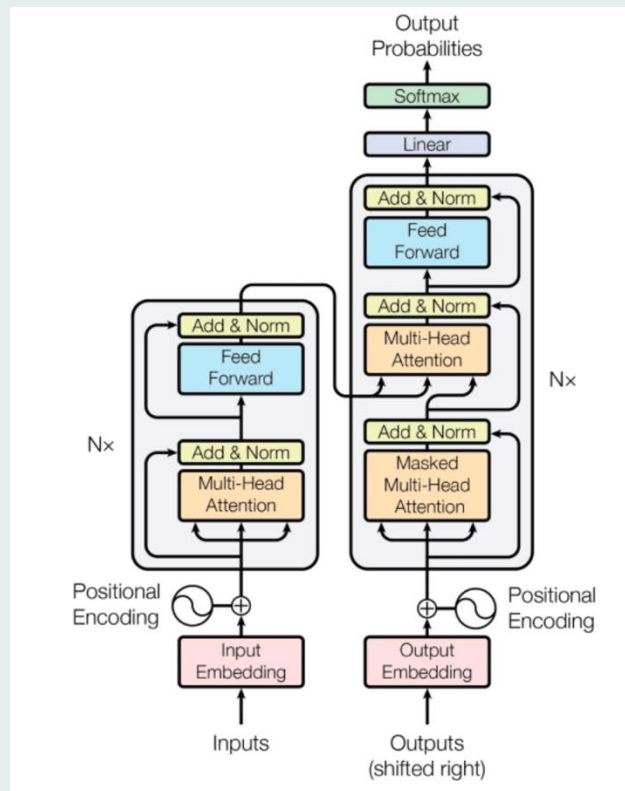 Output
Probabilities
Softmax
Linear
Add & Norm
Feed
Forward
Add & Norm
Multi-Head
Attention
Add & Norm
Masked
Multi-Head
Attention
N×
Add & Norm
Feed
Forward
Add & Norm
Multi-Head
Attention
N×
Positional
Encoding
Positional
Encoding
Input
Embedding
Output
Embedding
Inputs
Outputs
(shifted right)